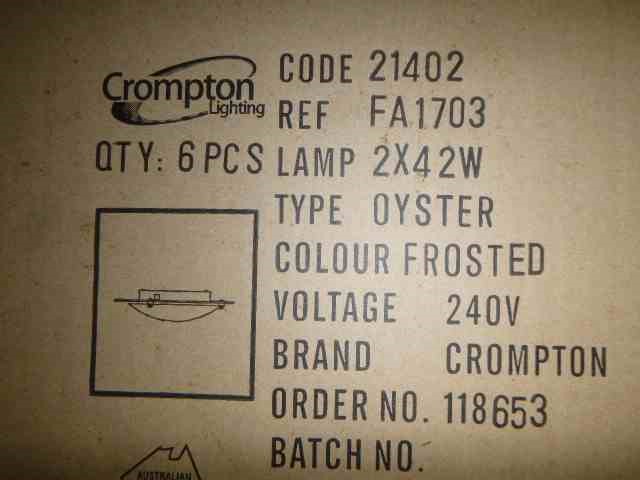 Crompton
Lighting
QTY: 6 PCS
CODE 21402
REF FA1703
LAMP 2X42W
TYPE OYSTER
COLOUR FROSTED
VOLTAGE 240V
BRAND CROMPTON
ORDER NO. 118653
BATCH NO.
AUSTRALIAN